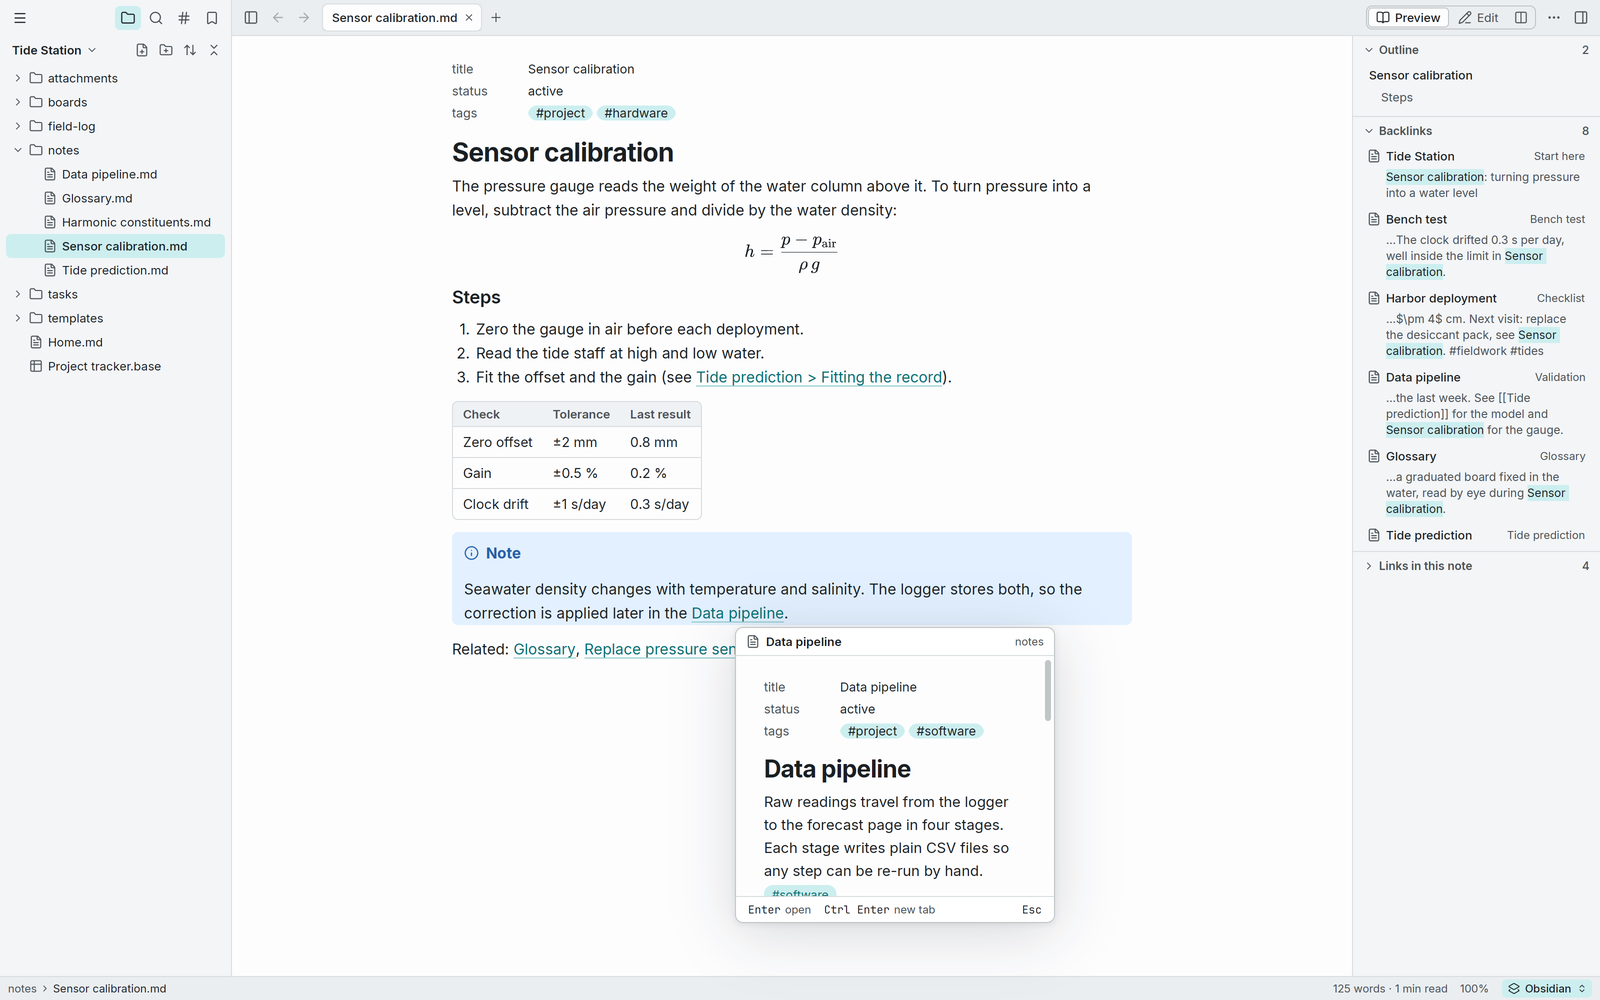 Tide Station
attachments
boards
field-log
notes
Data pipeline.md
Glossary.md
Harmonic constituents.md
Sensor calibration.md
Tide prediction.md
tasks
templates
Home.md
Project tracker.base
Sensor calibration.md
Preview Edit
title Sensor calibration
status active
tags #project #hardware
Sensor calibration
The pressure gauge reads the weight of the water column above it. To turn pressure into a
level, subtract the air pressure and divide by the water density:
h = (p − p_air) / (ρ g)
Steps
1. Zero the gauge in air before each deployment.
2. Read the tide staff at high and low water.
3. Fit the offset and the gain (see Tide prediction > Fitting the record).
Check Tolerance Last result
Zero offset ±2 mm 0.8 mm
Gain ±0.5 % 0.2 %
Clock drift ±1 s/day 0.3 s/day
Note
Seawater density changes with temperature and salinity. The logger stores both, so the
correction is applied later in the Data pipeline.
Related: Glossary, Replace pressure sen
Data pipeline notes
title Data pipeline
status active
tags #project #software
Data pipeline
Raw readings travel from the logger
to the forecast page in four stages.
Each stage writes plain CSV files so
any step can be re-run by hand.
#software
Enter open Ctrl Enter new tab Esc
Outline 2
Sensor calibration
Steps
Backlinks 8
Tide Station Start here
Sensor calibration: turning pressure
into a water level
Bench test Bench test
...The clock drifted 0.3 s per day,
well inside the limit in Sensor
calibration.
Harbor deployment Checklist
...$\pm 4$ cm. Next visit: replace
the desiccant pack, see Sensor
calibration. #fieldwork #tides
Data pipeline Validation
...the last week. See [[Tide
prediction]] for the model and
Sensor calibration for the gauge.
Glossary Glossary
...a graduated board fixed in the
water, read by eye during Sensor
calibration.
Tide prediction Tide prediction
Links in this note 4
notes > Sensor calibration.md
125 words · 1 min read 100% Obsidian